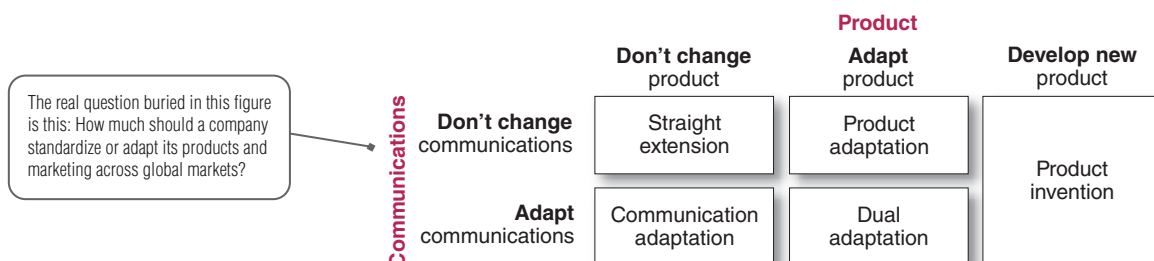 Product
Don't change
product
Adapt
product
Develop new
product
The real question buried in this figure
is this: How much should a company
standardize or adapt its products and
marketing across global markets?
Communications
Don't change
communications
Straight
extension
Product
adaptation
Product
invention
Adapt
communications
Communication
adaptation
Dual
adaptation